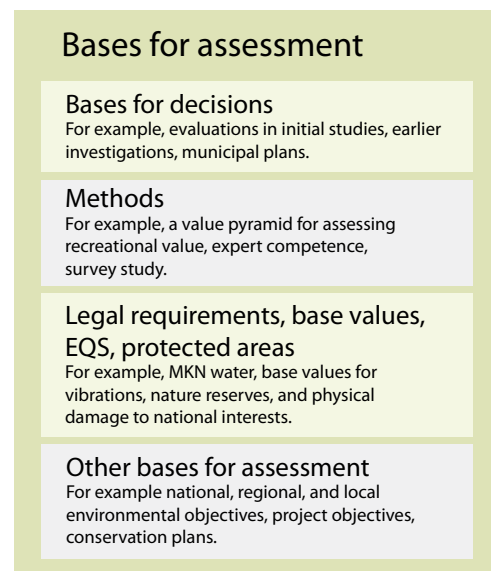 Bases for assessment
Bases for decisions
For example, evaluations in initial studies, earlier
investigations, municipal plans.
Methods
For example, a value pyramid for assessing
recreational value, expert competence,
survey study.
Legal requirements, base values,
EQS, protected areas
For example, MKN water, base values for
vibrations, nature reserves, and physical
damage to national interests.
Other bases for assessment
For example national, regional, and local
environmental objectives, project objectives,
conservation plans.